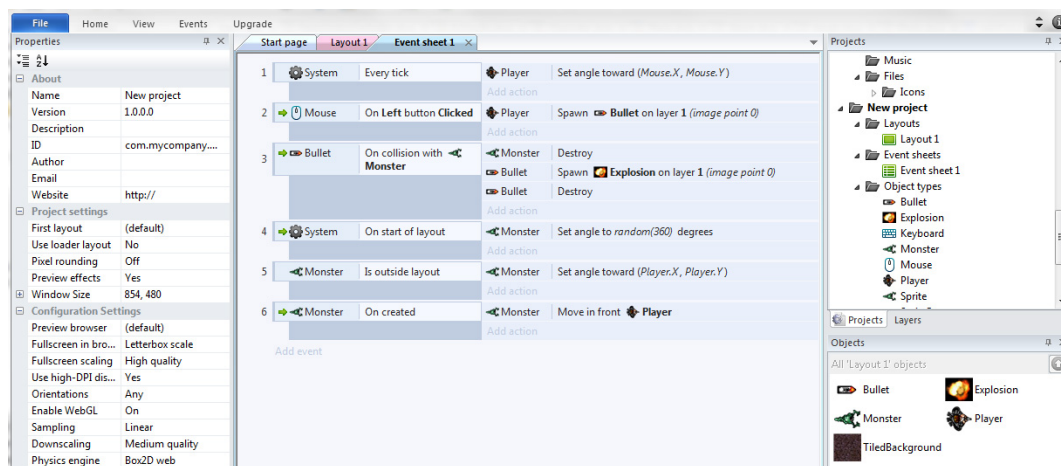 File Home View Events Upgrade
Properties
About
Name New project
Version 1.0.0.0
Description
ID com.mycompany....
Author
Email
Website http://
Project settings
First layout (default)
Use loader layout No
Pixel rounding Off
Preview effects Yes
Window Size 854, 480
Configuration Settings
Preview browser (default)
Fullscreen in bro... Letterbox scale
Fullscreen scaling High quality
Use high-DPI dis... Yes
Orientations Any
Enable WebGL On
Sampling Linear
Downscaling Medium quality
Physics engine Box2D web
Start page Layout 1 Event sheet 1
1 System Every tick Player Set angle toward (Mouse.X, Mouse.Y)
Add action
2 Mouse On Left button Clicked Player Spawn Bullet on layer 1 (image point 0)
Add action
3 Bullet On collision with Monster Monster Destroy
Bullet Spawn Explosion on layer 1 (image point 0)
Bullet Destroy
Add action
4 System On start of layout Monster Set angle to random(360) degrees
Add action
5 Monster Is outside layout Monster Set angle toward (Player.X, Player.Y)
Add action
6 Monster On created Monster Move in front Player
Add action
Add event
Projects
Music
Files
Icons
New project
Layouts
Layout 1
Event sheets
Event sheet 1
Object types
Bullet
Explosion
Keyboard
Monster
Mouse
Player
Sprite
Projects Layers
Objects
All 'Layout 1' objects
Bullet Explosion
Monster Player
TiledBackground